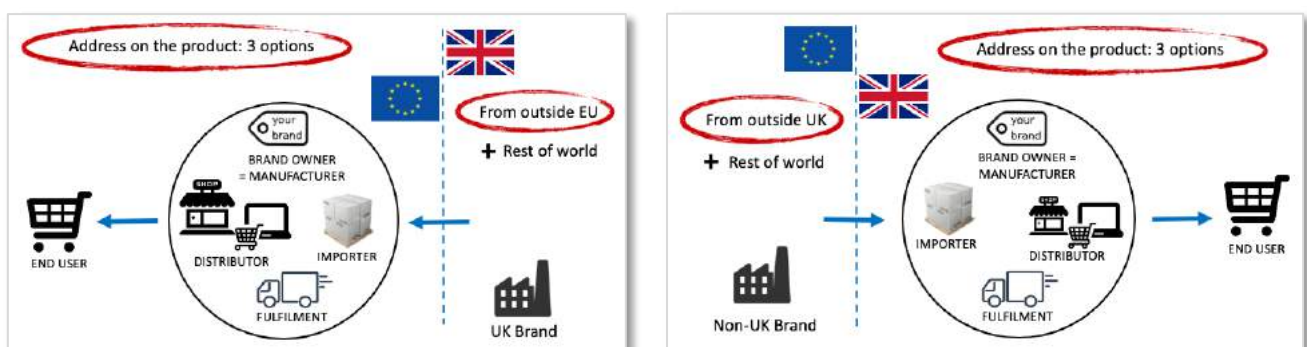 Address on the product: 3 options
From outside EU
+ Rest of world
your
brand
BRAND OWNER
= MANUFACTURER
SHOP
DISTRIBUTOR
IMPORTER
FULFILMENT
END USER
UK Brand
Address on the product: 3 options
From outside UK
+ Rest of world
your
brand
BRAND OWNER =
MANUFACTURER
IMPORTER
DISTRIBUTOR
FULFILMENT
END USER
Non-UK Brand